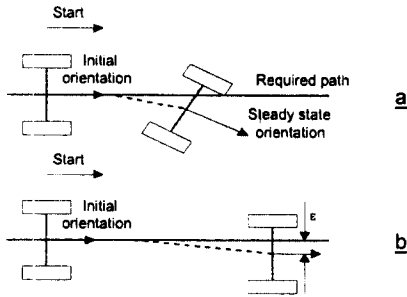 Start
Initial
orientation
Required path
Steady state
orientation
a
Start
Initial
orientation
ε
b